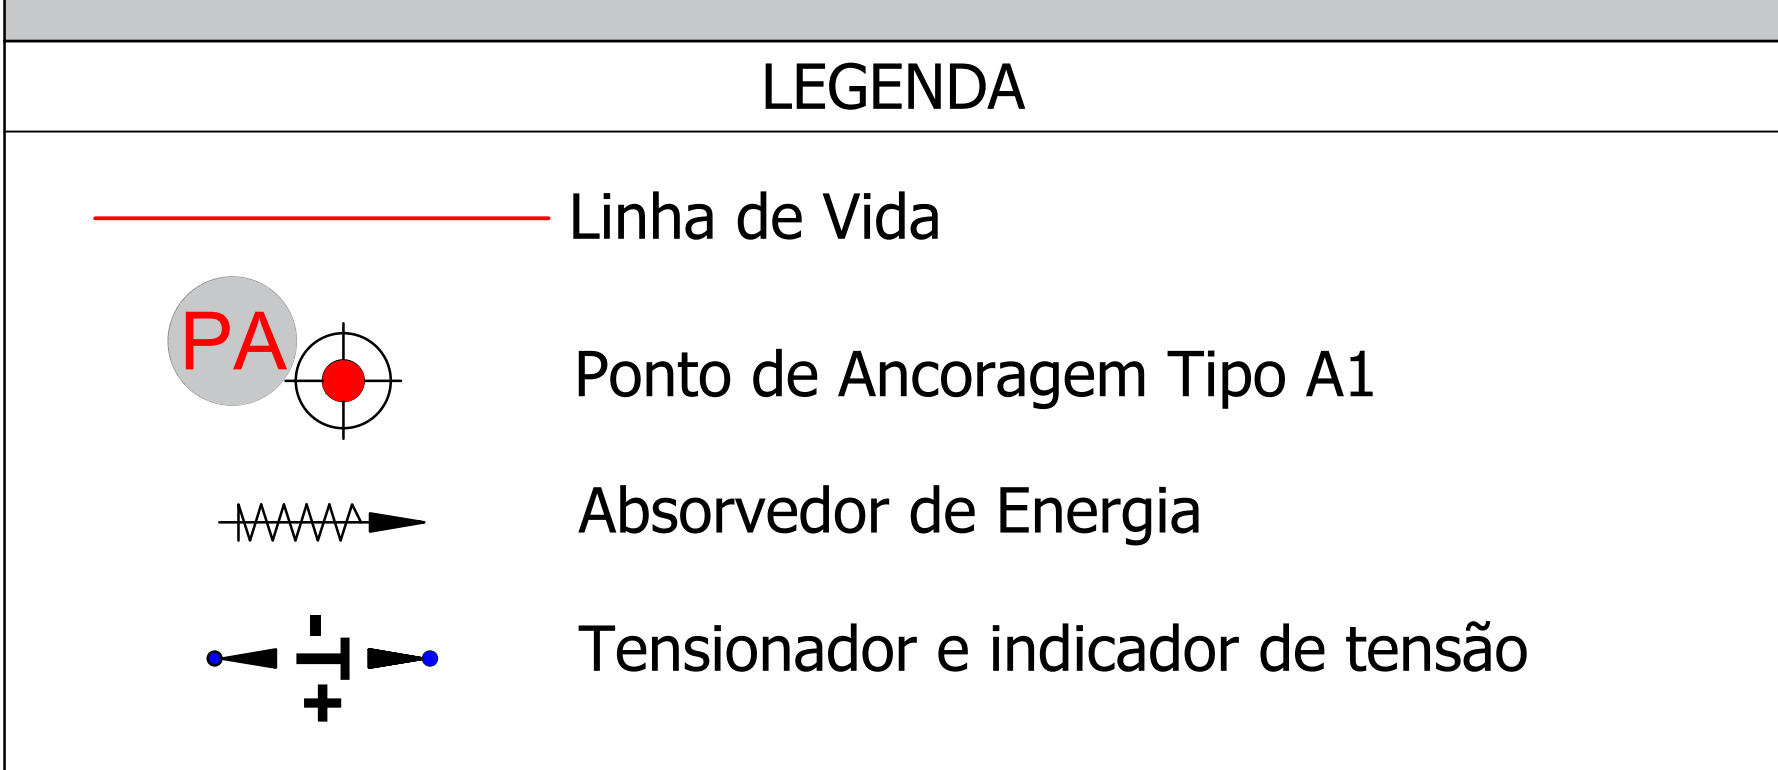 LEGENDA
Linha de Vida
PA
Ponto de Ancoragem Tipo A1
Absorvedor de Energia
- +
Tensionador e indicador de tensão